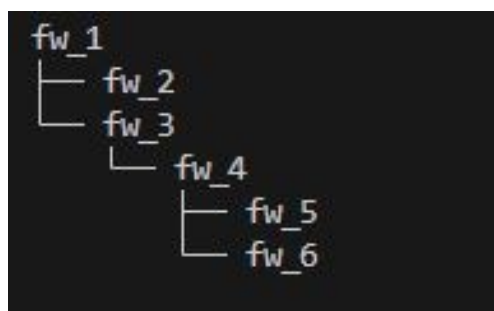 fw_1
├── fw_2
└── fw_3
    └── fw_4
        ├── fw_5
        └── fw_6